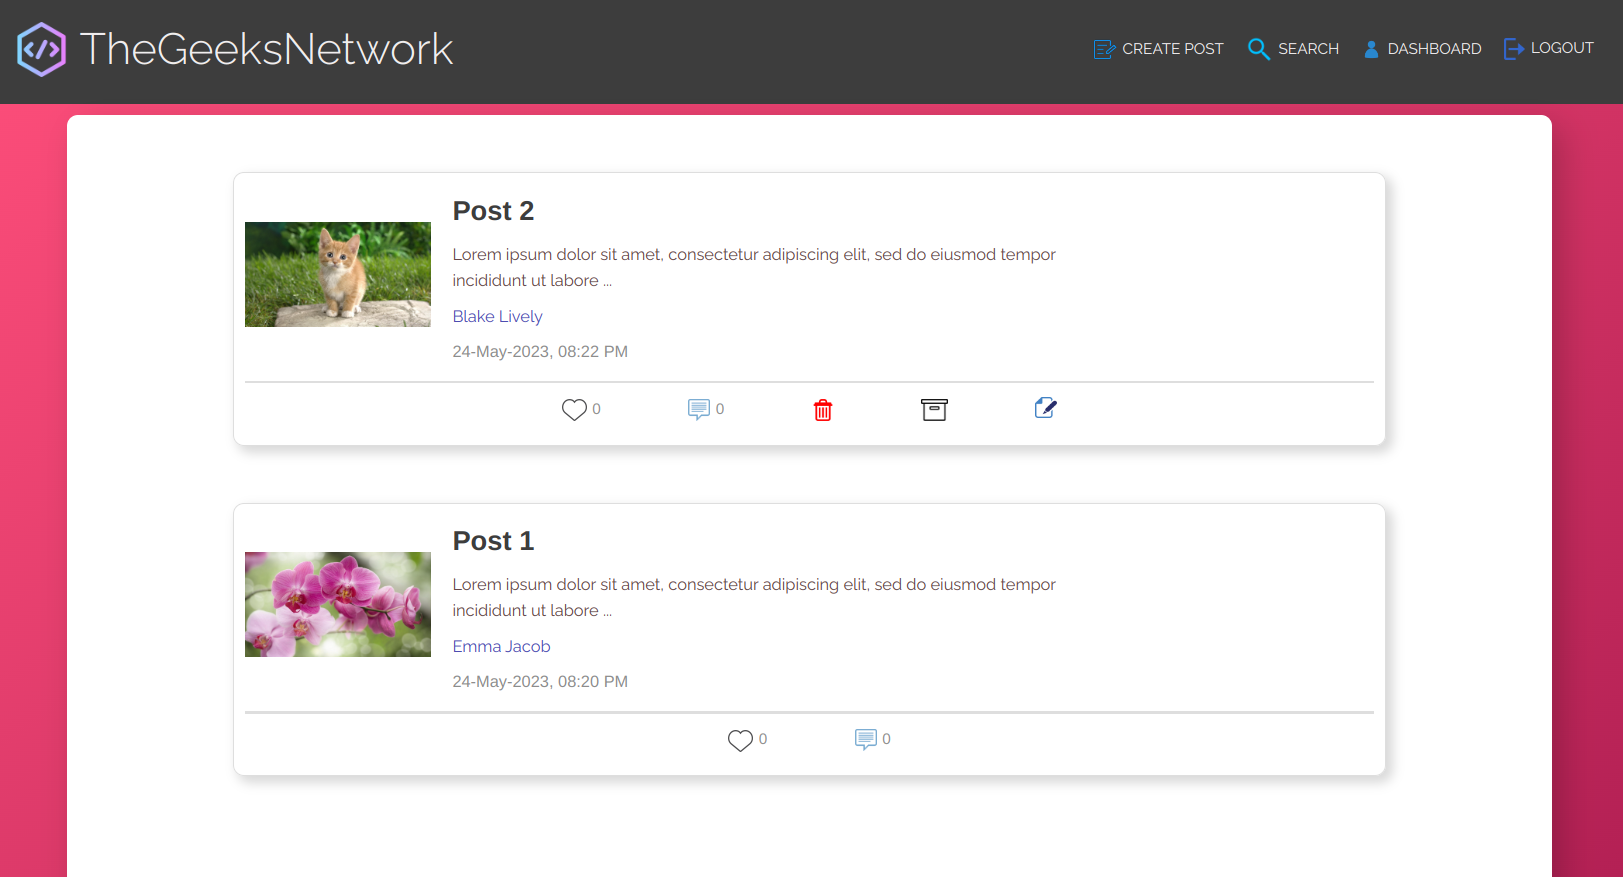 TheGeeksNetwork
CREATE POST
SEARCH
DASHBOARD
LOGOUT
Post 2
Lorem ipsum dolor sit amet, consectetur adipiscing elit, sed do eiusmod tempor
incididunt ut labore ...
Blake Lively
24-May-2023, 08:22 PM
0
0
Post 1
Lorem ipsum dolor sit amet, consectetur adipiscing elit, sed do eiusmod tempor
incididunt ut labore ...
Emma Jacob
24-May-2023, 08:20 PM
0
0